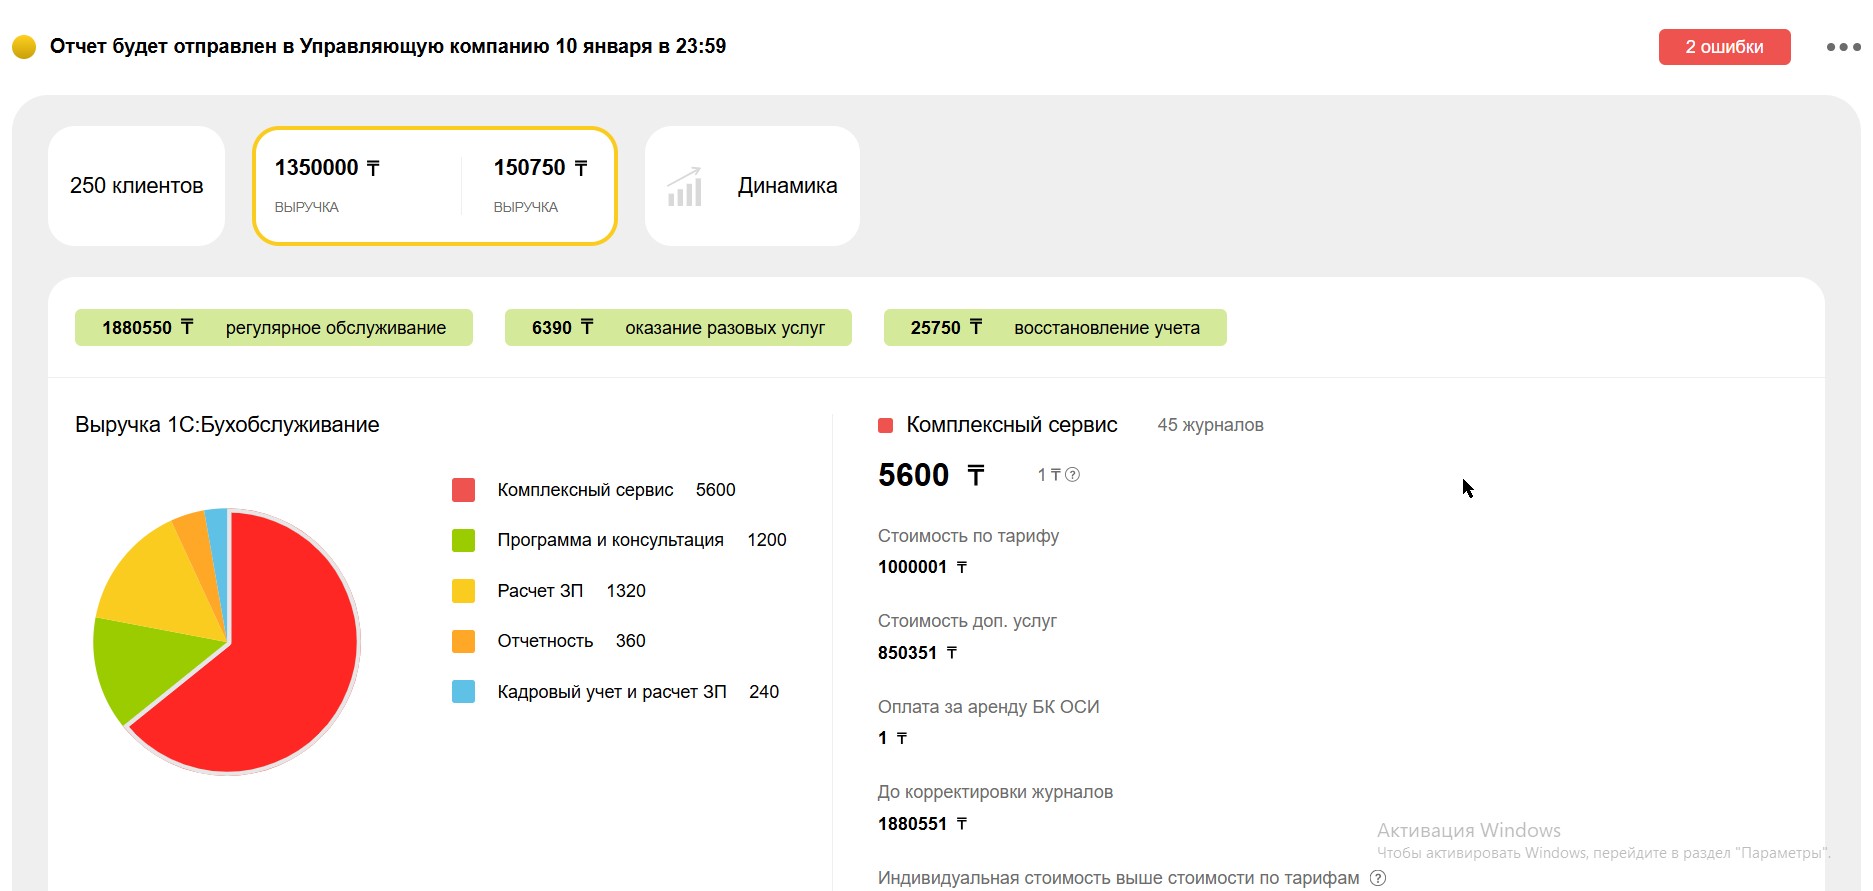 Отчет будет отправлен в Управляющую компанию 10 января в 23:59
2 ошибки
250 клиентов
1350000 ₸
ВЫРУЧКА
150750 ₸
ВЫРУЧКА
Динамика
1880550 ₸ регулярное обслуживание
6390 ₸ оказание разовых услуг
25750 ₸ восстановление учета
Выручка 1С:Бухобслуживание
Комплексный сервис 5600
Программа и консультация 1200
Расчет ЗП 1320
Отчетность 360
Кадровый учет и расчет ЗП 240
Комплексный сервис 45 журналов
5600 ₸ 1 ₸ ?
Стоимость по тарифу
1000001 ₸
Стоимость доп. услуг
850351 ₸
Оплата за аренду БК ОСИ
1 ₸
До корректировки журналов
1880551 ₸
Индивидуальная стоимость выше стоимости по тарифам ?
Активация Windows
Чтобы активировать Windows, перейдите в раздел "Параметры".